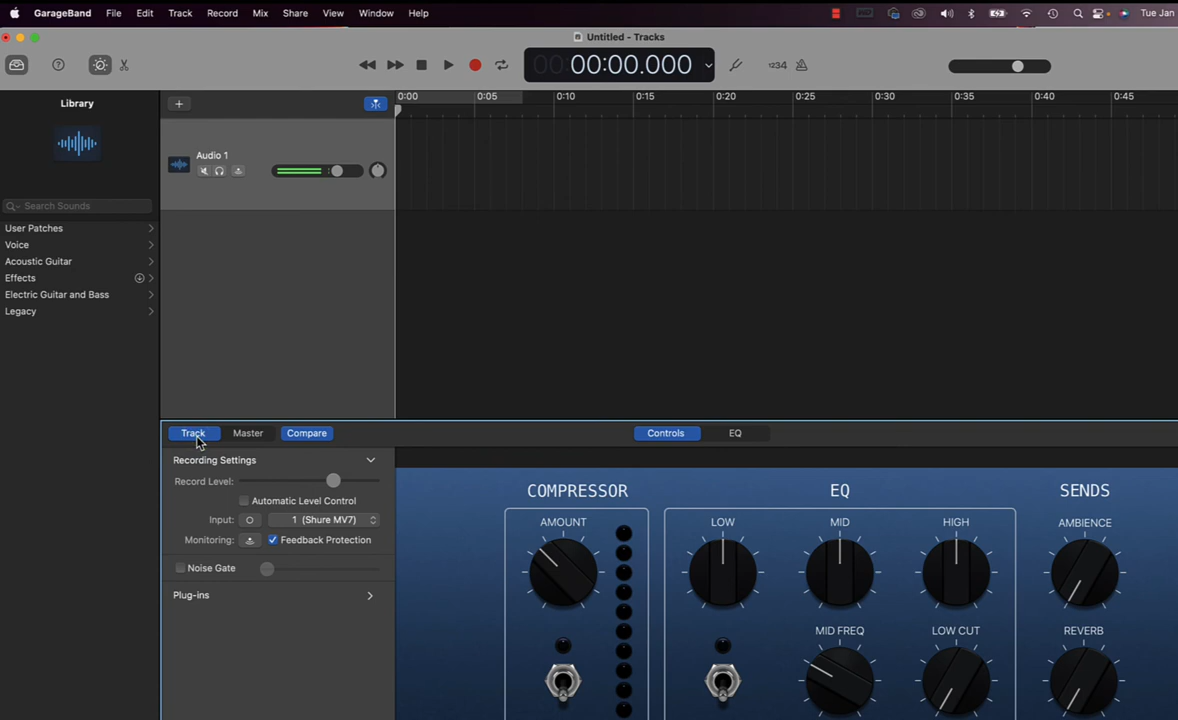 GarageBand File Edit Track Record Mix Share View Window Help Tue Jan
Untitled - Tracks
00:00.000 1234
Library
0:00 0:05 0:10 0:15 0:20 0:25 0:30 0:35 0:40 0:45
Audio 1
Search Sounds
User Patches
Voice
Acoustic Guitar
Effects
Electric Guitar and Bass
Legacy
Track Master Compare Controls EQ
Recording Settings
Record Level:
Automatic Level Control
Input: 1 (Shure MV7)
Monitoring: Feedback Protection
Noise Gate
Plug-ins
COMPRESSOR EQ SENDS
AMOUNT LOW MID HIGH AMBIENCE
MID FREQ LOW CUT REVERB